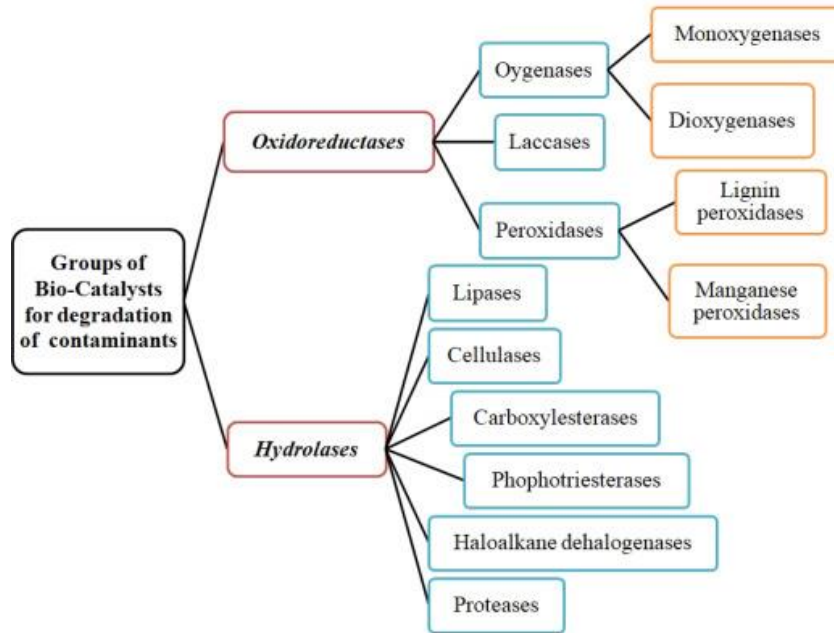 Monoxygenases
Oygenases
Dioxygenases
Oxidoreductases
Laccases
Lignin
peroxidases
Peroxidases
Manganese
peroxidases
Groups of
Bio-Catalysts
for degradation
of contaminants
Lipases
Cellulases
Carboxylesterases
Hydrolases
Phophotriesterases
Haloalkane dehalogenases
Proteases